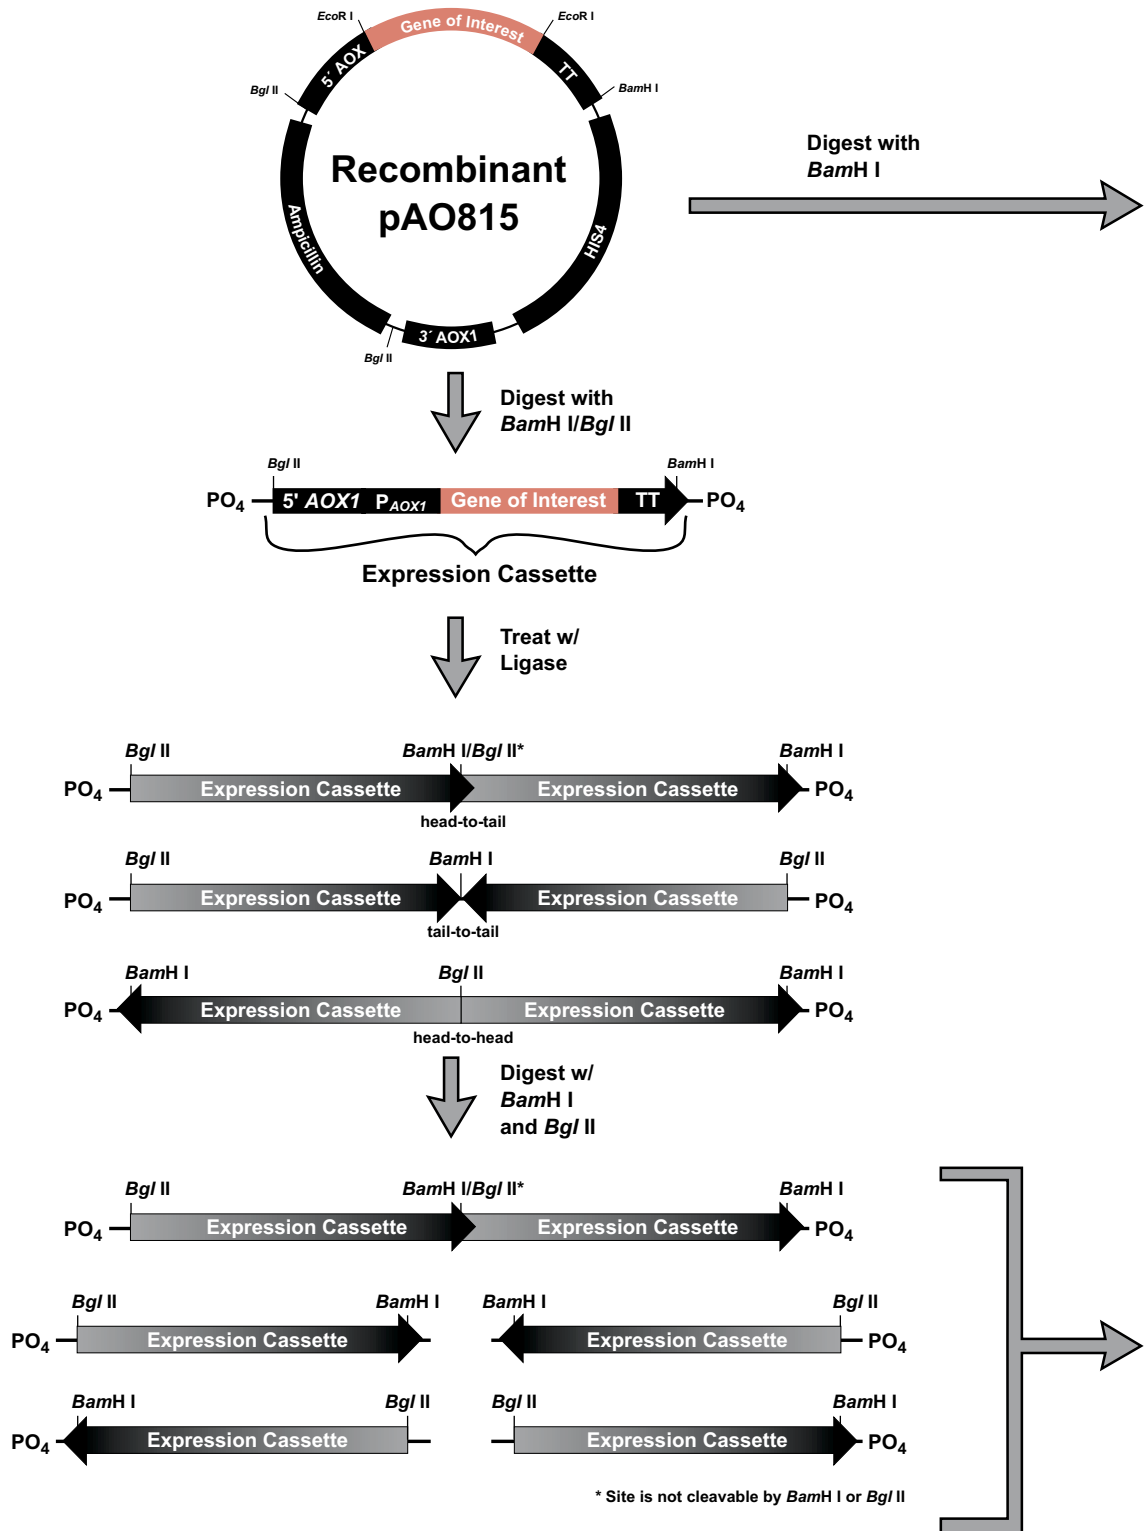 EcoR I
Gene of Interest
EcoR I
5´ AOX
TT
Bgl II
BamH I
Recombinant
pAO815
Ampicillin
HIS4
3´ AOX1
Bgl II
Digest with
BamH I
Digest with
BamH I/Bgl II
Bgl II
BamH I
PO4 5' AOX1 PAOX1 Gene of Interest TT PO4
Expression Cassette
Treat w/
Ligase
Bgl II BamH I/Bgl II* BamH I
PO4 Expression Cassette Expression Cassette PO4
head-to-tail
Bgl II BamH I Bgl II
PO4 Expression Cassette Expression Cassette PO4
tail-to-tail
BamH I Bgl II BamH I
PO4 Expression Cassette Expression Cassette PO4
head-to-head
Digest w/
BamH I
and Bgl II
Bgl II BamH I/Bgl II* BamH I
PO4 Expression Cassette Expression Cassette PO4
Bgl II BamH I BamH I Bgl II
PO4 Expression Cassette Expression Cassette PO4
BamH I Bgl II Bgl II BamH I
PO4 Expression Cassette Expression Cassette PO4
* Site is not cleavable by BamH I or Bgl II